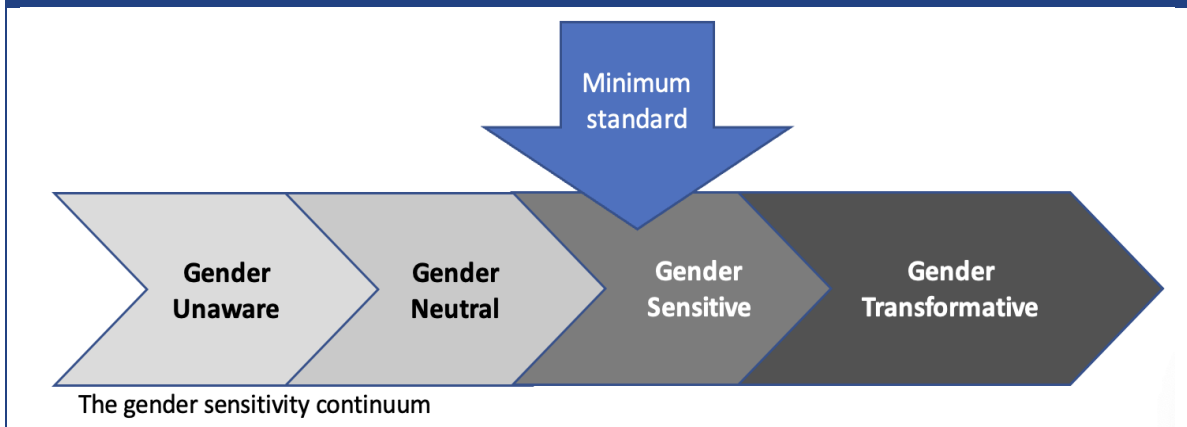 Minimum
standard
Gender
Unaware
Gender
Neutral
Gender
Sensitive
Gender
Transformative
The gender sensitivity continuum